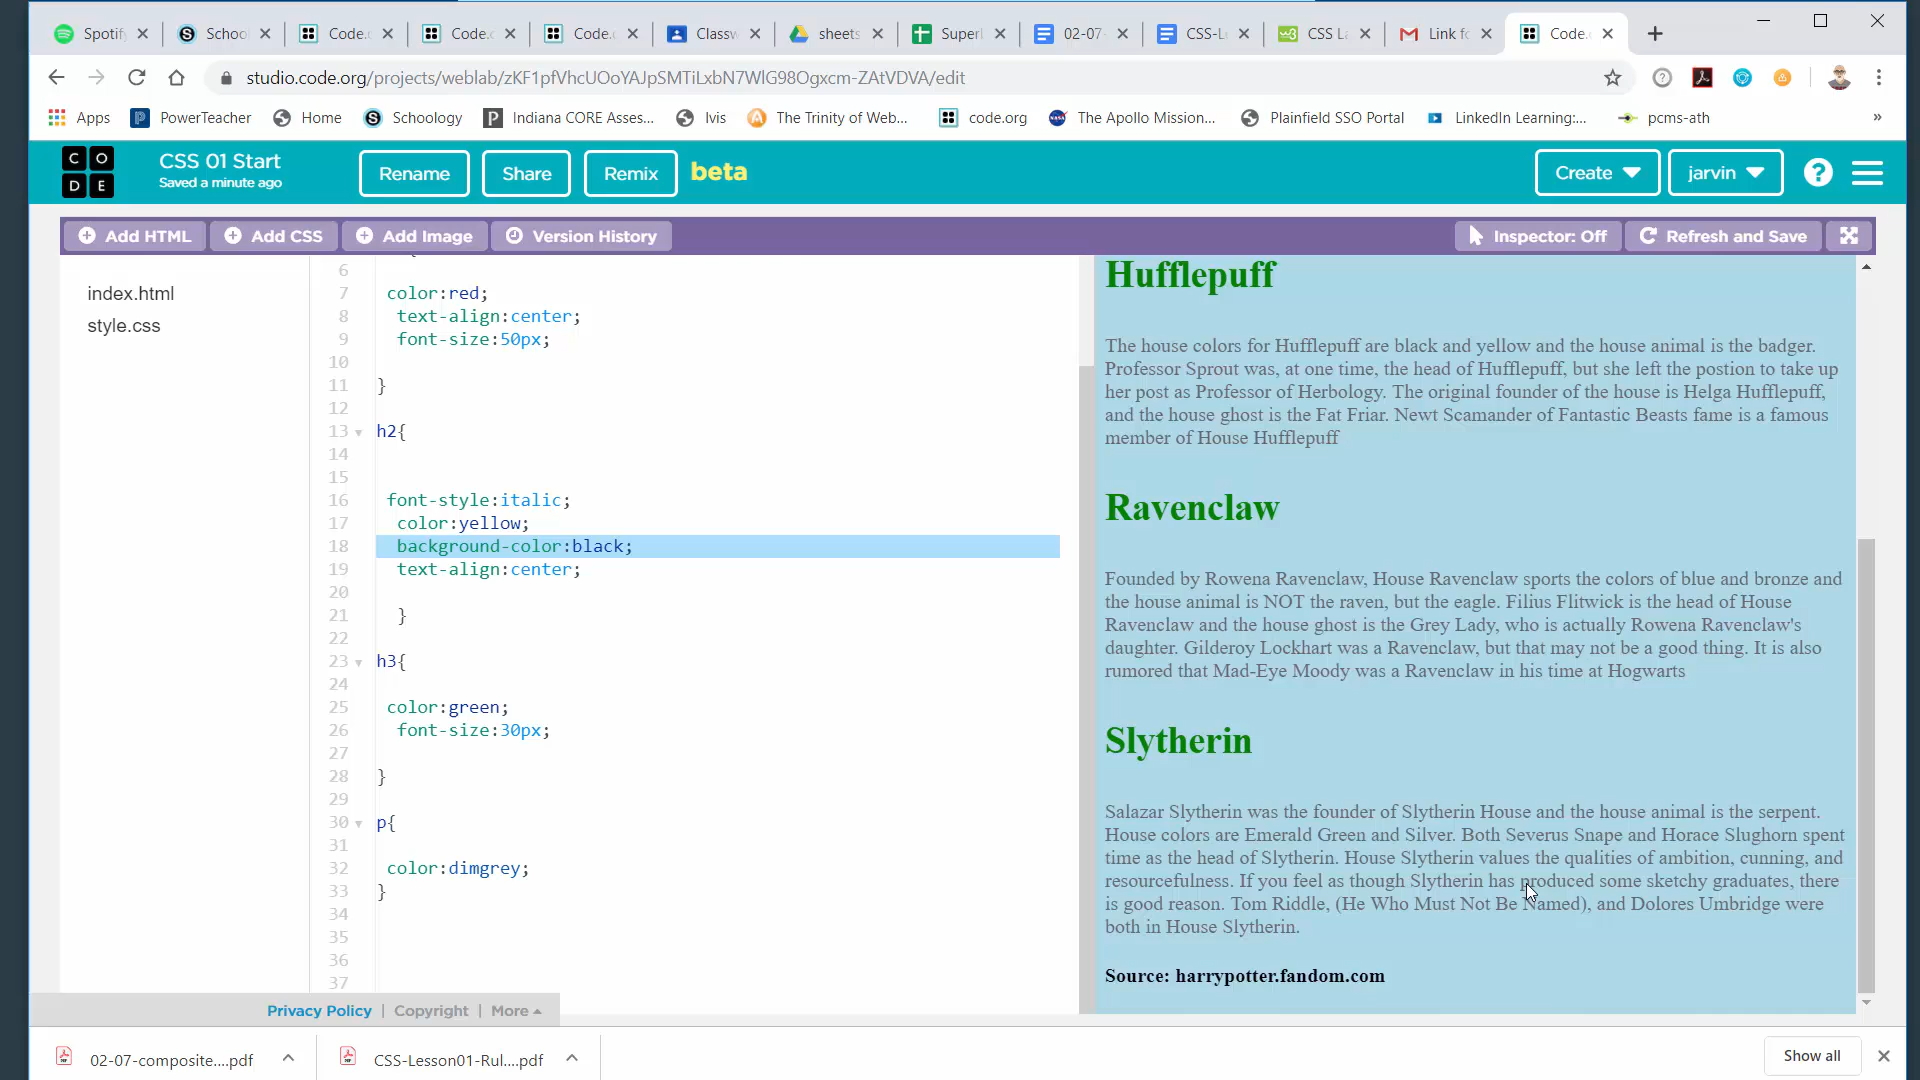 Spotify
School
Code.c
Code.c
Code.c
Classw
sheets
Superl
02-07
CSS-L
CSS La
Link fo
Code.c
studio.code.org/projects/weblab/zKF1pfVhcUOoYAJpSMTiLxbN7WlG98Ogxcm-ZAtVDVA/edit
Apps
PowerTeacher
Home
Schoology
Indiana CORE Asses...
Ivis
The Trinity of Web...
code.org
The Apollo Mission...
Plainfield SSO Portal
LinkedIn Learning:...
pcms-ath
»
C O
D E
CSS 01 Start
Saved a minute ago
Rename
Share
Remix
beta
Create
jarvin
Add HTML
Add CSS
Add Image
Version History
Inspector: Off
Refresh and Save
index.html
style.css
6
7 color:red;
8 text-align:center;
9 font-size:50px;
10
11 }
12
13 h2{
14
15
16 font-style:italic;
17 color:yellow;
18 background-color:black;
19 text-align:center;
20
21 }
22
23 h3{
24
25 color:green;
26 font-size:30px;
27
28 }
29
30 p{
31
32 color:dimgrey;
33 }
34
35
36
37
Hufflepuff
The house colors for Hufflepuff are black and yellow and the house animal is the badger.
Professor Sprout was, at one time, the head of Hufflepuff, but she left the postion to take up
her post as Professor of Herbology. The original founder of the house is Helga Hufflepuff,
and the house ghost is the Fat Friar. Newt Scamander of Fantastic Beasts fame is a famous
member of House Hufflepuff
Ravenclaw
Founded by Rowena Ravenclaw, House Ravenclaw sports the colors of blue and bronze and
the house animal is NOT the raven, but the eagle. Filius Flitwick is the head of House
Ravenclaw and the house ghost is the Grey Lady, who is actually Rowena Ravenclaw's
daughter. Gilderoy Lockhart was a Ravenclaw, but that may not be a good thing. It is also
rumored that Mad-Eye Moody was a Ravenclaw in his time at Hogwarts
Slytherin
Salazar Slytherin was the founder of Slytherin House and the house animal is the serpent.
House colors are Emerald Green and Silver. Both Severus Snape and Horace Slughorn spent
time as the head of Slytherin. House Slytherin values the qualities of ambition, cunning, and
resourcefulness. If you feel as though Slytherin has produced some sketchy graduates, there
is good reason. Tom Riddle, (He Who Must Not Be Named), and Dolores Umbridge were
both in House Slytherin.
Source: harrypotter.fandom.com
Privacy Policy | Copyright | More
02-07-composite....pdf
CSS-Lesson01-Rul....pdf
Show all